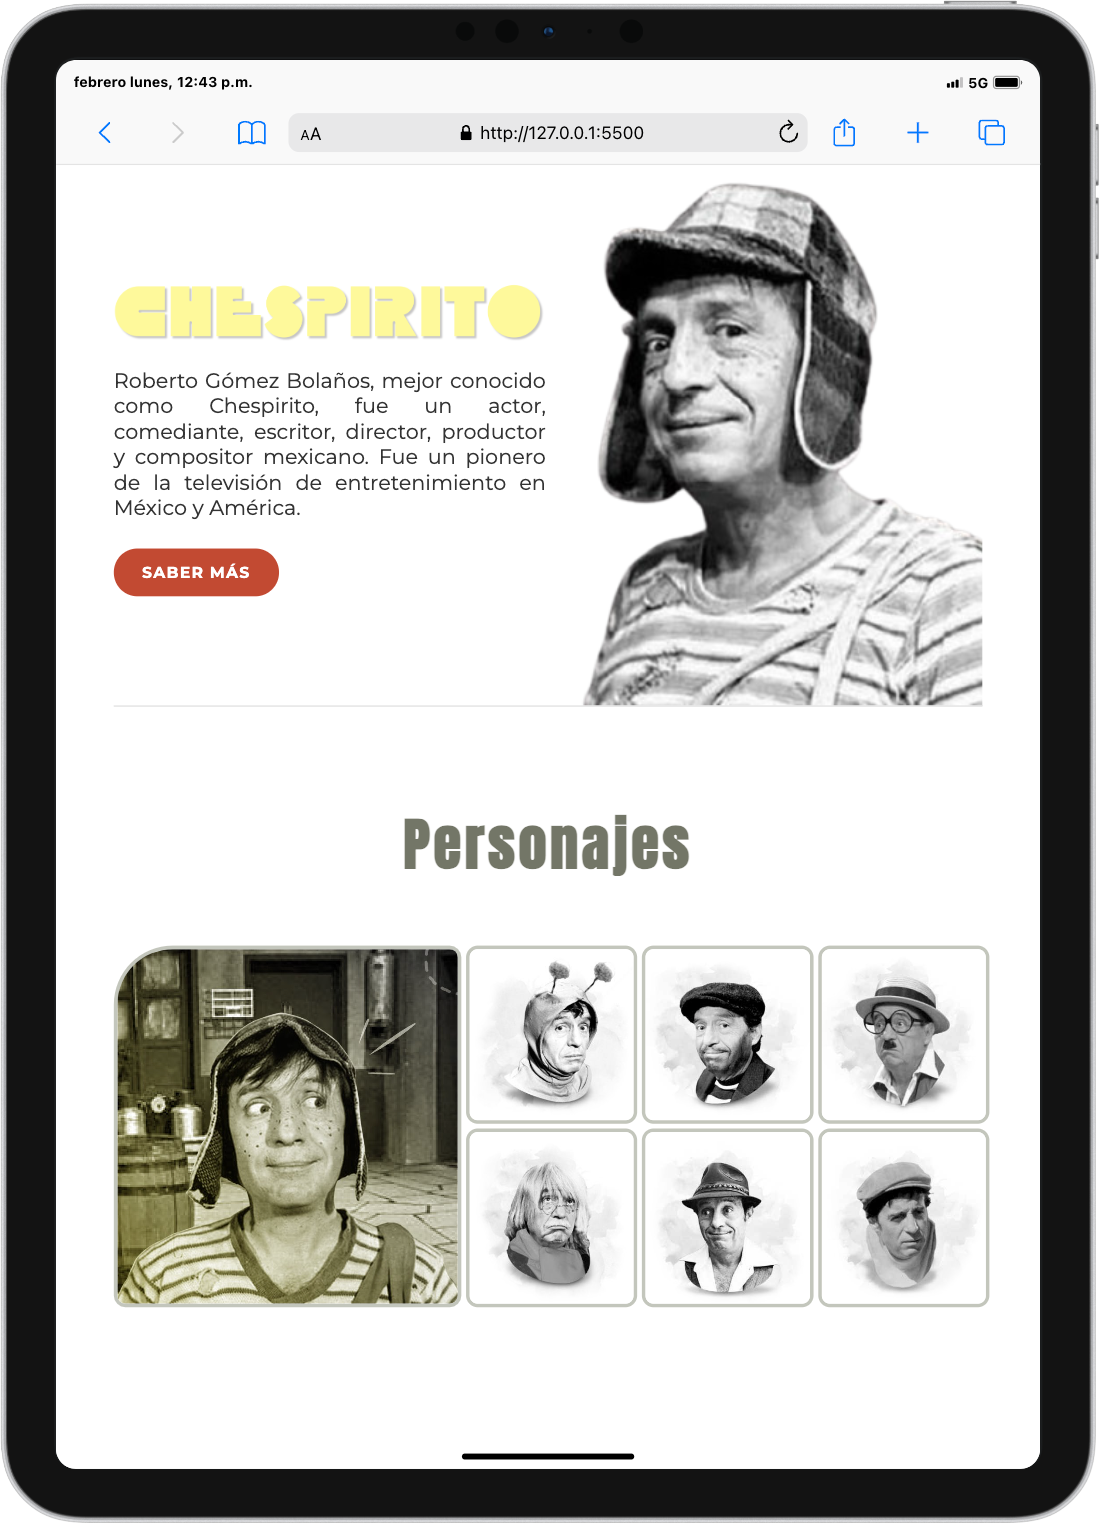 febrero lunes, 12:43 p.m.
5G
AA
http://127.0.0.1:5500
CHESPIRITO
Roberto Gómez Bolaños, mejor conocido
como Chespirito, fue un actor,
comediante, escritor, director, productor
y compositor mexicano. Fue un pionero
de la televisión de entretenimiento en
México y América.
SABER MÁS
Personajes